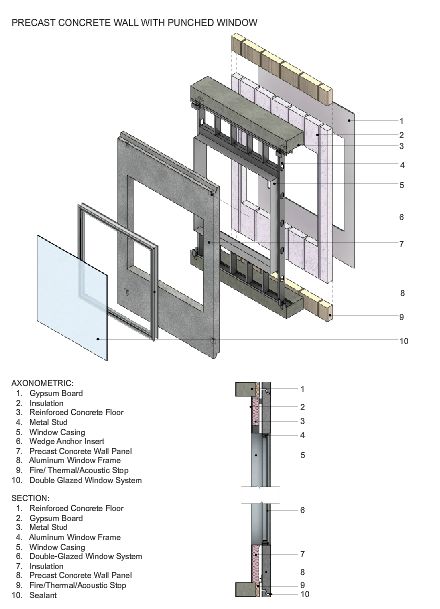 PRECAST CONCRETE WALL WITH PUNCHED WINDOW
1
2
3
4
5
6
7
8
9
10
AXONOMETRIC:
1. Gypsum Board
2. Insulation
3. Reinforced Concrete Floor
4. Metal Stud
5. Window Casing
6. Wedge Anchor Insert
7. Precast Concrete Wall Panel
8. Aluminum Window Frame
9. Fire/ Thermal/Acoustic Stop
10. Double Glazed Window System
SECTION:
1. Reinforced Concrete Floor
2. Gypsum Board
3. Metal Stud
4. Aluminum Window Frame
5. Window Casing
6. Double-Glazed Window System
7. Insulation
8. Precast Concrete Wall Panel
9. Fire/Thermal/Acoustic Stop
10. Sealant
1
2
3
4
5
6
7
8
9
10